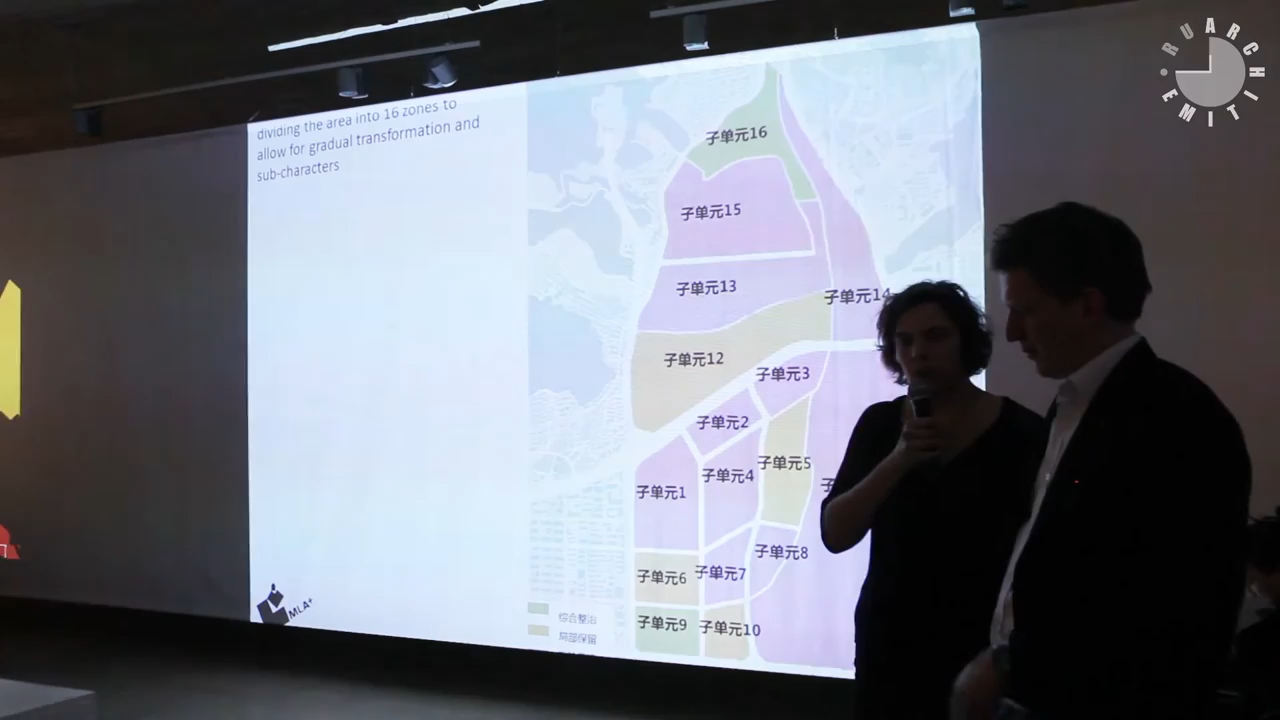 RUARCH
TIME
dividing the area into 16 zones to
allow for gradual transformation and
sub-characters
子单元16
子单元15
子单元13
子单元14
子单元12
子单元3
子单元2
子单元5
子单元4
子单元1
子
子单元8
子单元7
子单元6
子单元9
子单元10
综合整治
局部保留
MLA+